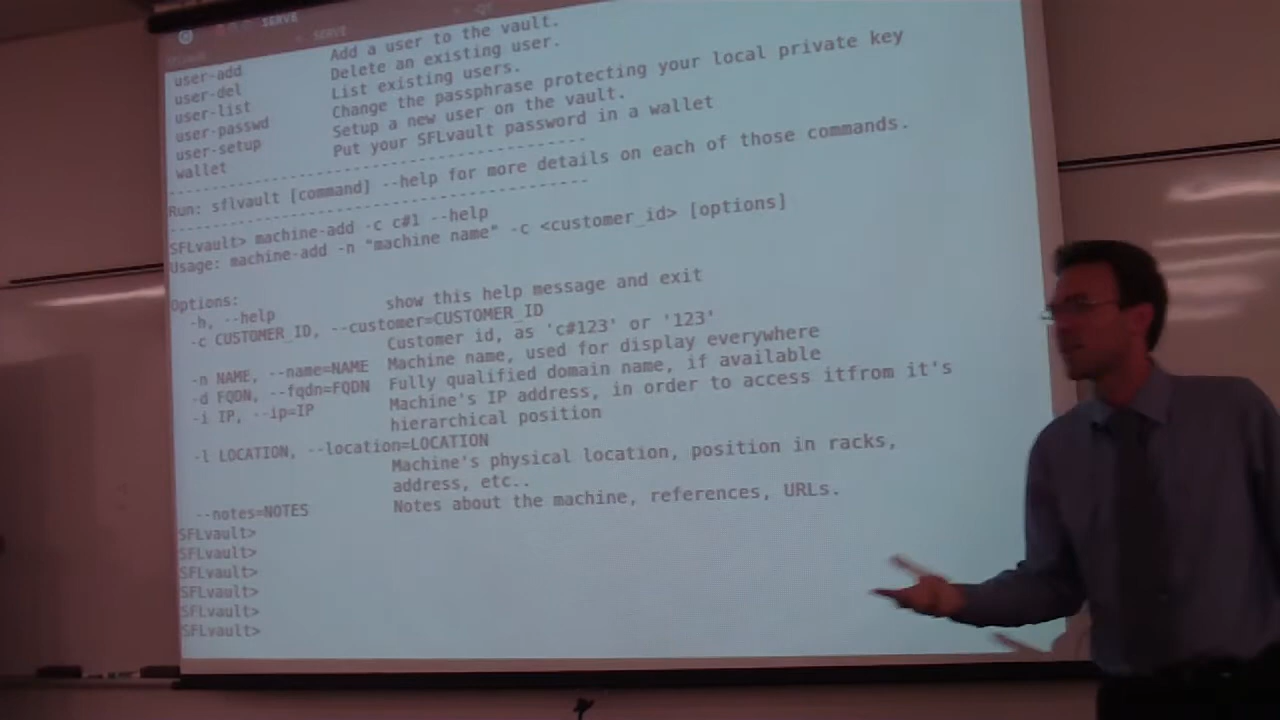 SERVE
SERVE
user-add Add a user to the vault.
user-del Delete an existing user.
user-list List existing users.
user-passwd Change the passphrase protecting your local private key
user-setup Setup a new user on the vault.
wallet Put your SFLvault password in a wallet
------------------------------------------
Run: sflvault [command] --help for more details on each of those commands.
------------------------------------------
SFLvault> machine-add -c c#1 --help
Usage: machine-add -n "machine name" -c <customer_id> [options]
Options:
-h, --help show this help message and exit
-c CUSTOMER_ID, --customer=CUSTOMER_ID
Customer id, as 'c#123' or '123'
-n NAME, --name=NAME Machine name, used for display everywhere
-d FQDN, --fqdn=FQDN Fully qualified domain name, if available
-i IP, --ip=IP Machine's IP address, in order to access itfrom it's
hierarchical position
-l LOCATION, --location=LOCATION
Machine's physical location, position in racks,
address, etc..
--notes=NOTES Notes about the machine, references, URLs.
SFLvault>
SFLvault>
SFLvault>
SFLvault>
SFLvault>
SFLvault>